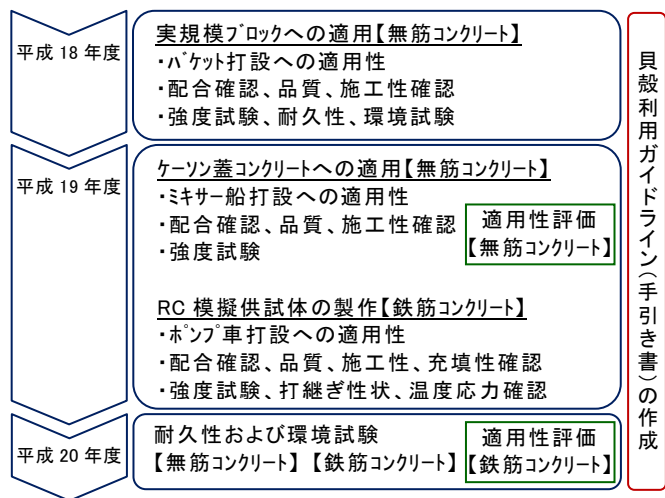 平成18年度
実規模ブロックへの適用【無筋コンクリート】
・バケット打設への適用性
・配合確認、品質、施工性確認
・強度試験、耐久性、環境試験
平成19年度
ケーソン蓋コンクリートへの適用【無筋コンクリート】
・ミキサー船打設への適用性
・配合確認、品質、施工性確認
・強度試験
適用性評価
【無筋コンクリート】
RC模擬供試体の製作【鉄筋コンクリート】
・ポンプ車打設への適用性
・配合確認、品質、施工性、充填性確認
・強度試験、打継ぎ性状、温度応力確認
平成20年度
耐久性および環境試験
【無筋コンクリート】【鉄筋コンクリート】
適用性評価
【鉄筋コンクリート】
貝殻利用ガイドライン(手引き書)の作成